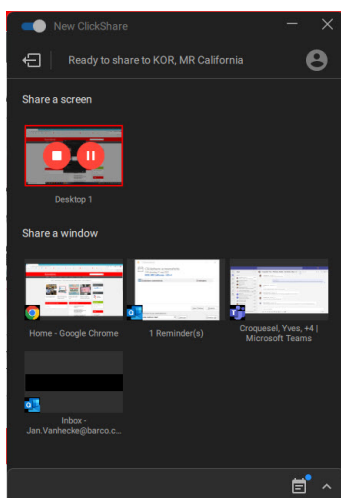 New ClickShare
Ready to share to KOR, MR California
Share a screen
Desktop 1
Share a window
Home - Google Chrome
1 Reminder(s)
Croquesel, Yves, +4 |
Microsoft Teams
Inbox -
Jan.Vanhecke@barco.c...